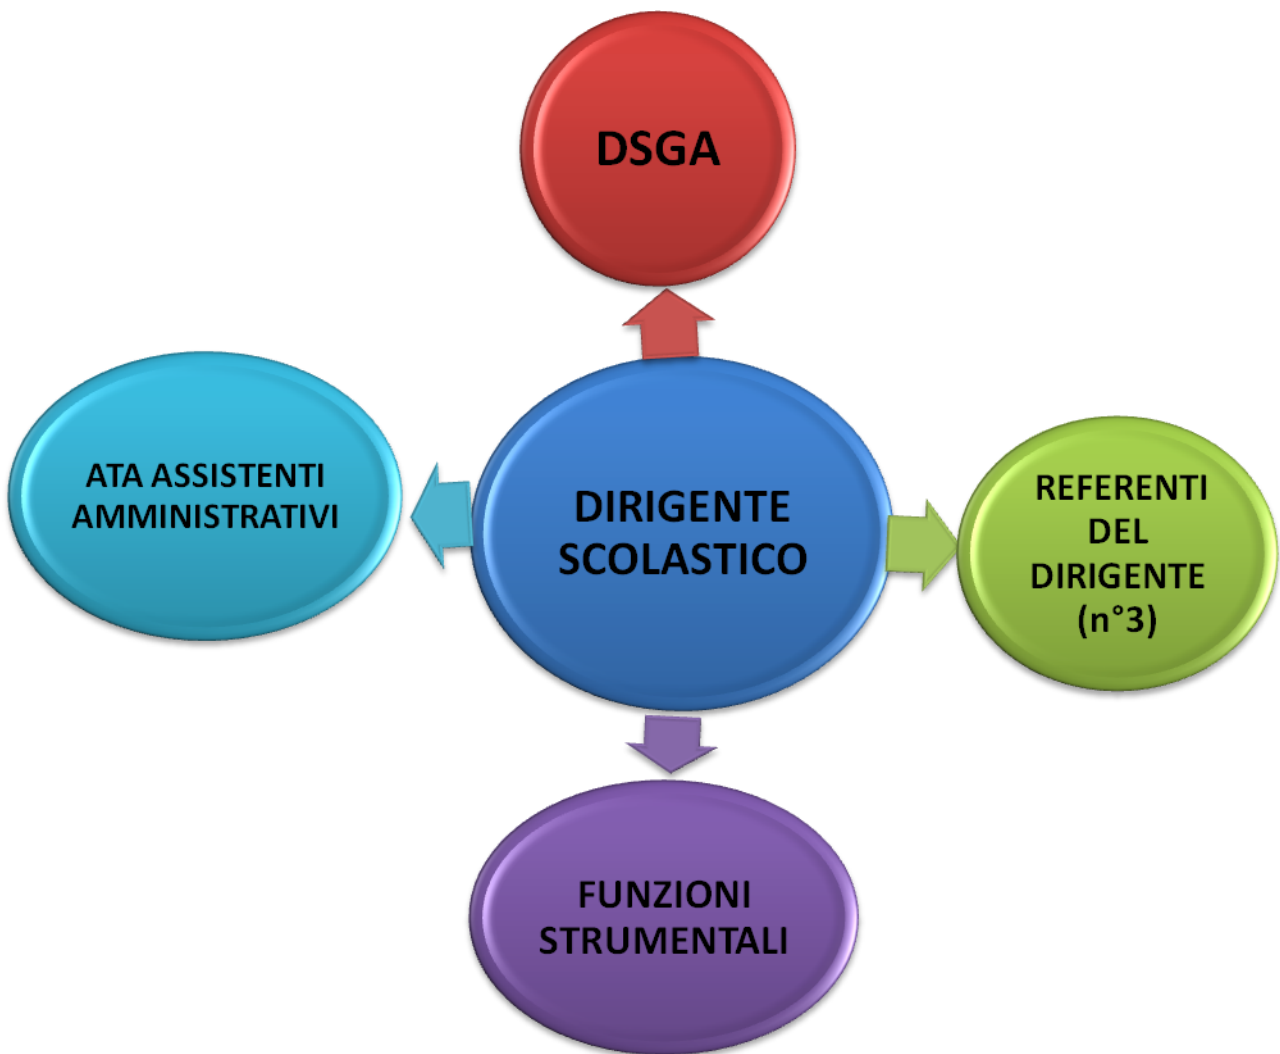 DSGA
ATA ASSISTENTI
AMMINISTRATIVI
DIRIGENTE
SCOLASTICO
REFERENTI
DEL
DIRIGENTE
(n°3)
FUNZIONI
STRUMENTALI